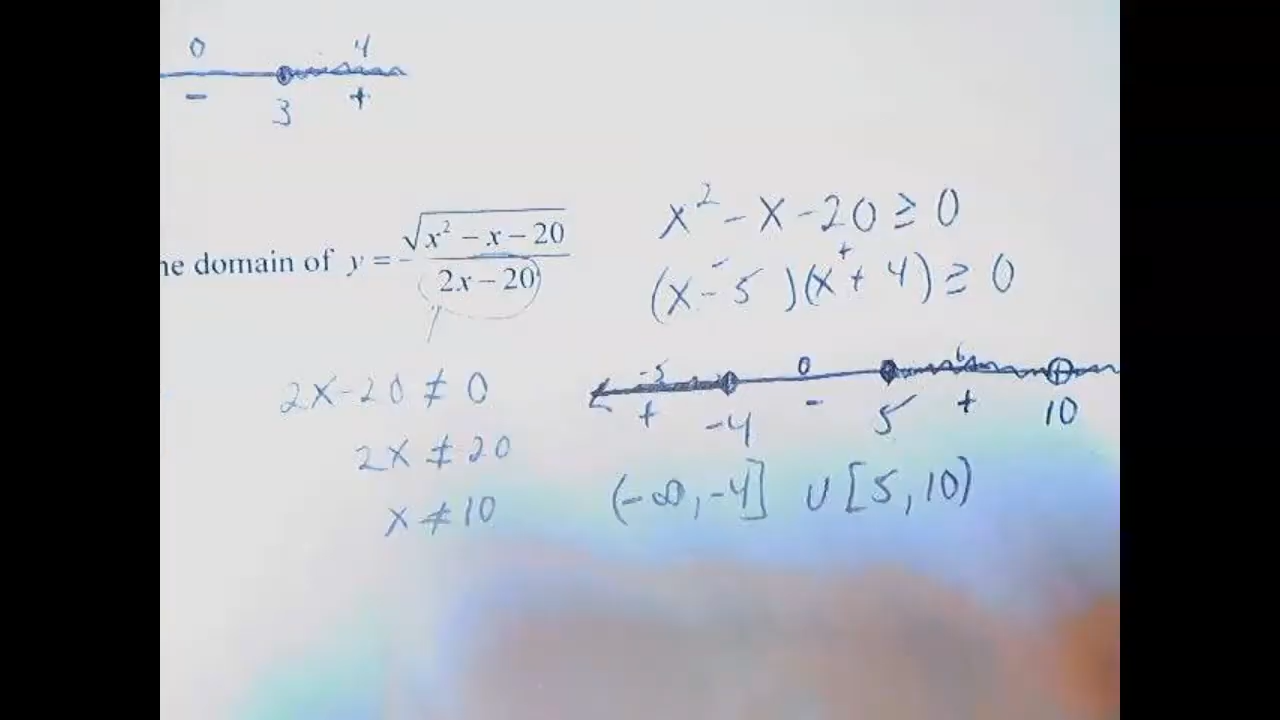 0 4
- 3 +
he domain of y = -√(x² - x - 20) / (2x - 20)
x² - x - 20 ≥ 0
- +
(x - 5)(x + 4) ≥ 0
2x - 20 ≠ 0
2x ≠ 20
x ≠ 10
-5 0 6
+ -4 - 5 + 10
(-∞, -4] ∪ [5, 10)